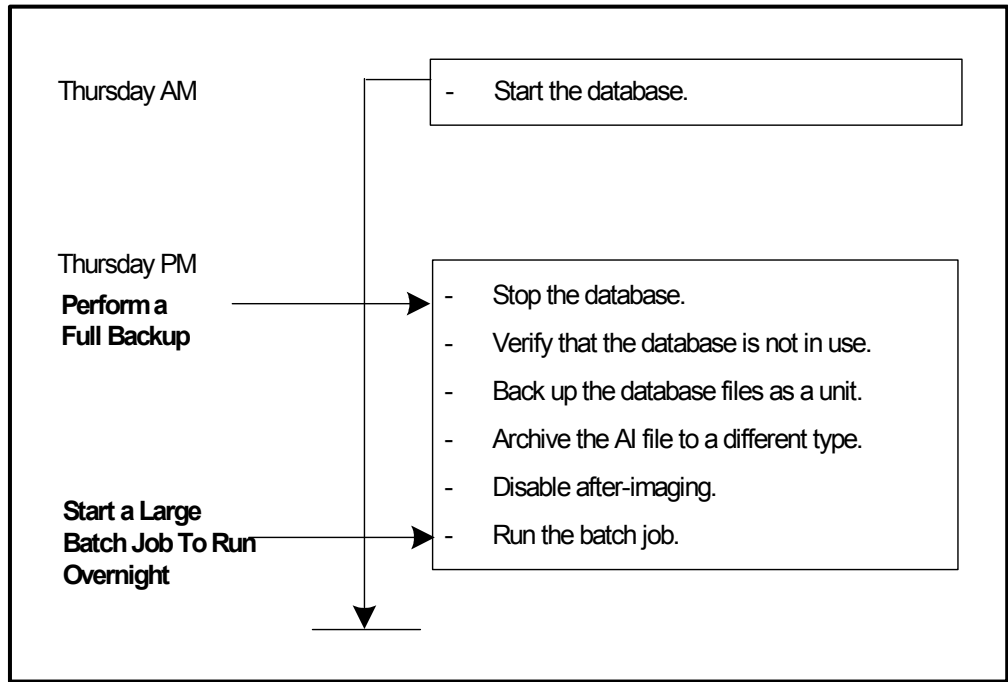 Thursday AM
- Start the database.
Thursday PM
Perform a
Full Backup
- Stop the database.
- Verify that the database is not in use.
- Back up the database files as a unit.
- Archive the AI file to a different type.
- Disable after-imaging.
Start a Large
Batch Job To Run
Overnight
- Run the batch job.